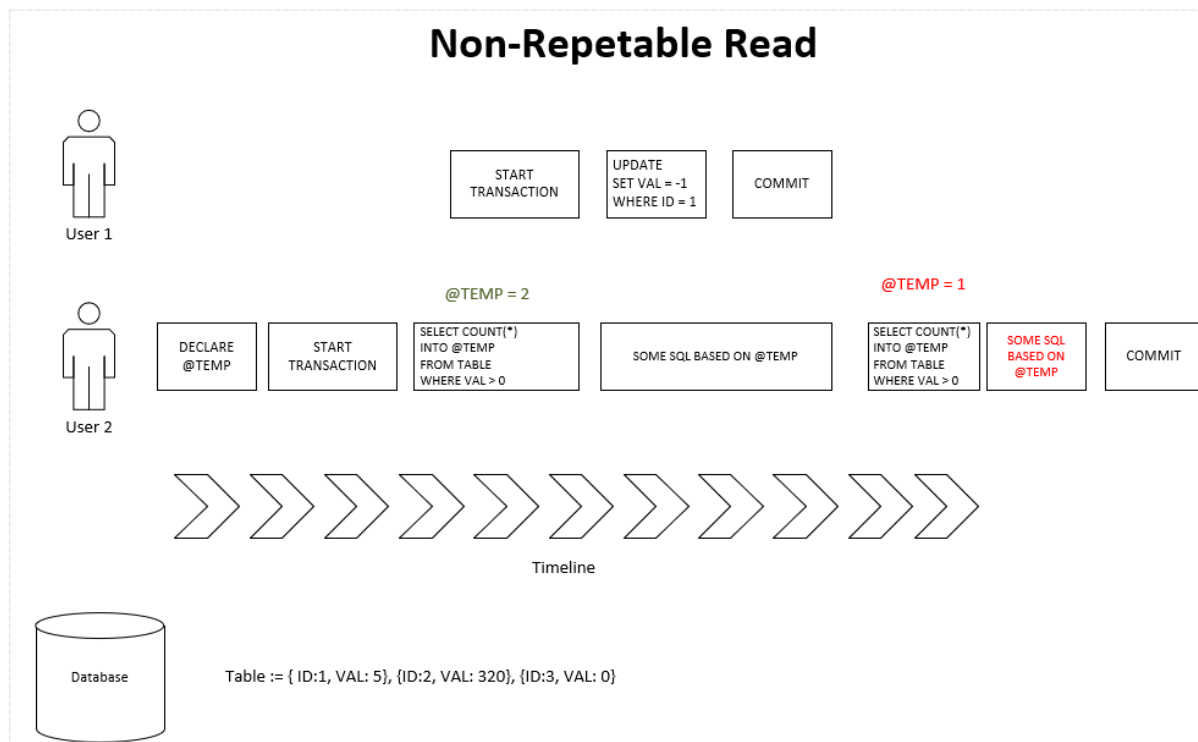 Non-Repetable Read
START
TRANSACTION
UPDATE
SET VAL = -1
WHERE ID = 1
COMMIT
User 1
@TEMP = 2
@TEMP = 1
DECLARE
@TEMP
START
TRANSACTION
SELECT COUNT(*)
INTO @TEMP
FROM TABLE
WHERE VAL > 0
SOME SQL BASED ON @TEMP
SELECT COUNT(*)
INTO @TEMP
FROM TABLE
WHERE VAL > 0
SOME SQL
BASED ON
@TEMP
COMMIT
User 2
Timeline
Database
Table := { ID:1, VAL: 5}, {ID:2, VAL: 320}, {ID:3, VAL: 0}